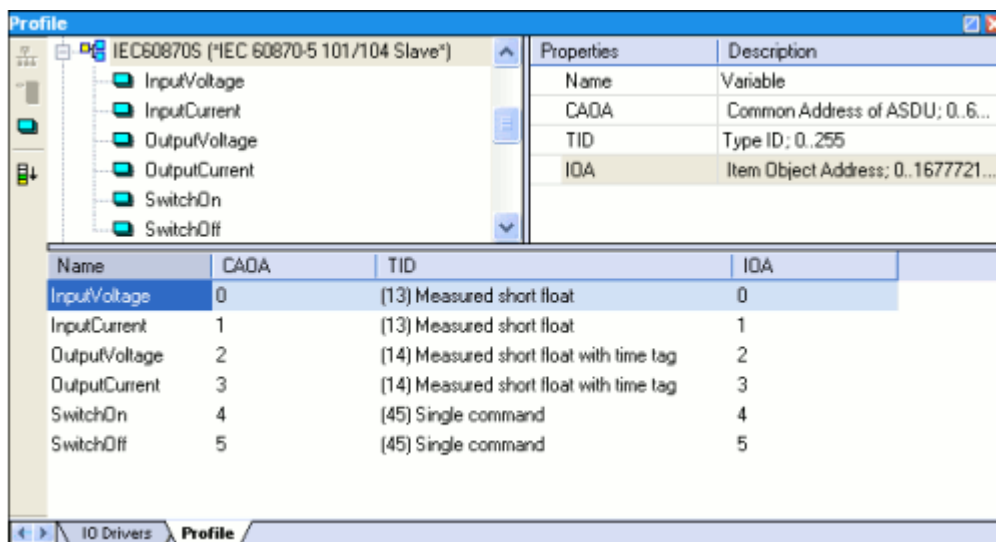 Profile
IEC60870S (*IEC 60870-5 101/104 Slave*)
InputVoltage
InputCurrent
OutputVoltage
OutputCurrent
SwitchOn
SwitchOff
Properties Description
Name Variable
CAOA Common Address of ASDU; 0..6...
TID Type ID; 0..255
IOA Item Object Address; 0..1677721...
Name CAOA TID IOA
InputVoltage 0 (13) Measured short float 0
InputCurrent 1 (13) Measured short float 1
OutputVoltage 2 (14) Measured short float with time tag 2
OutputCurrent 3 (14) Measured short float with time tag 3
SwitchOn 4 (45) Single command 4
SwitchOff 5 (45) Single command 5
IO Drivers Profile